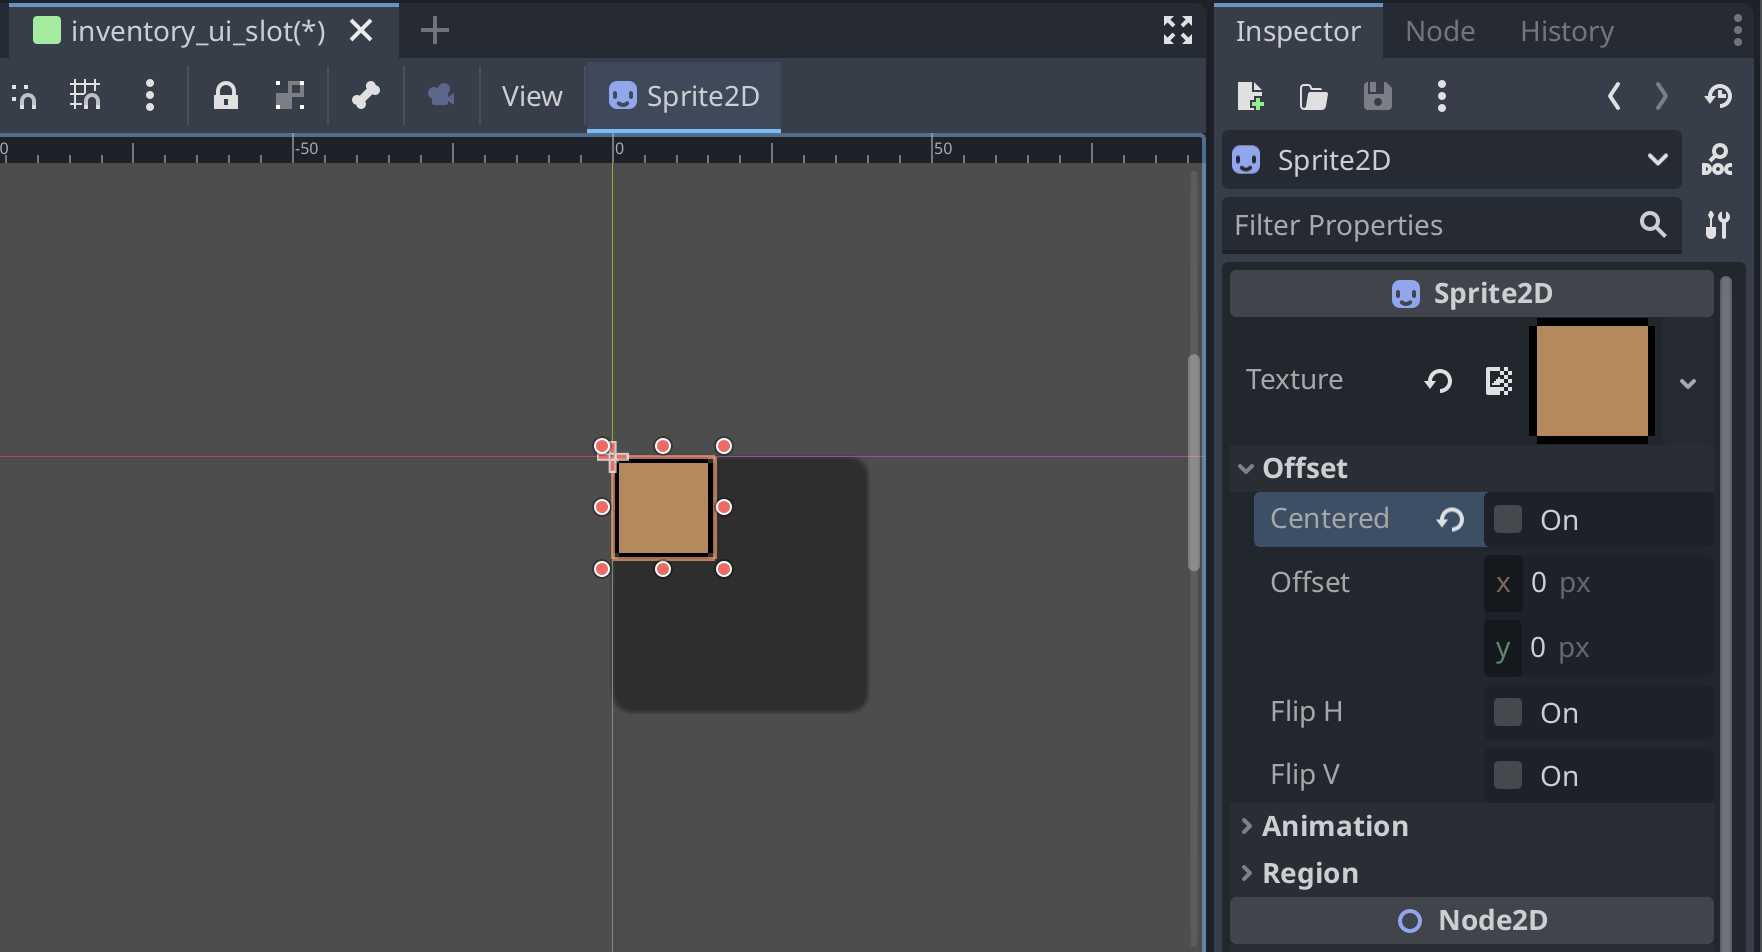 inventory_ui_slot(*)
Inspector
Node
History
View
Sprite2D
0
-50
0
50
Sprite2D
DOC
Filter Properties
Sprite2D
Texture
Offset
Centered
On
Offset
x 0 px
y 0 px
Flip H
On
Flip V
On
Animation
Region
Node2D